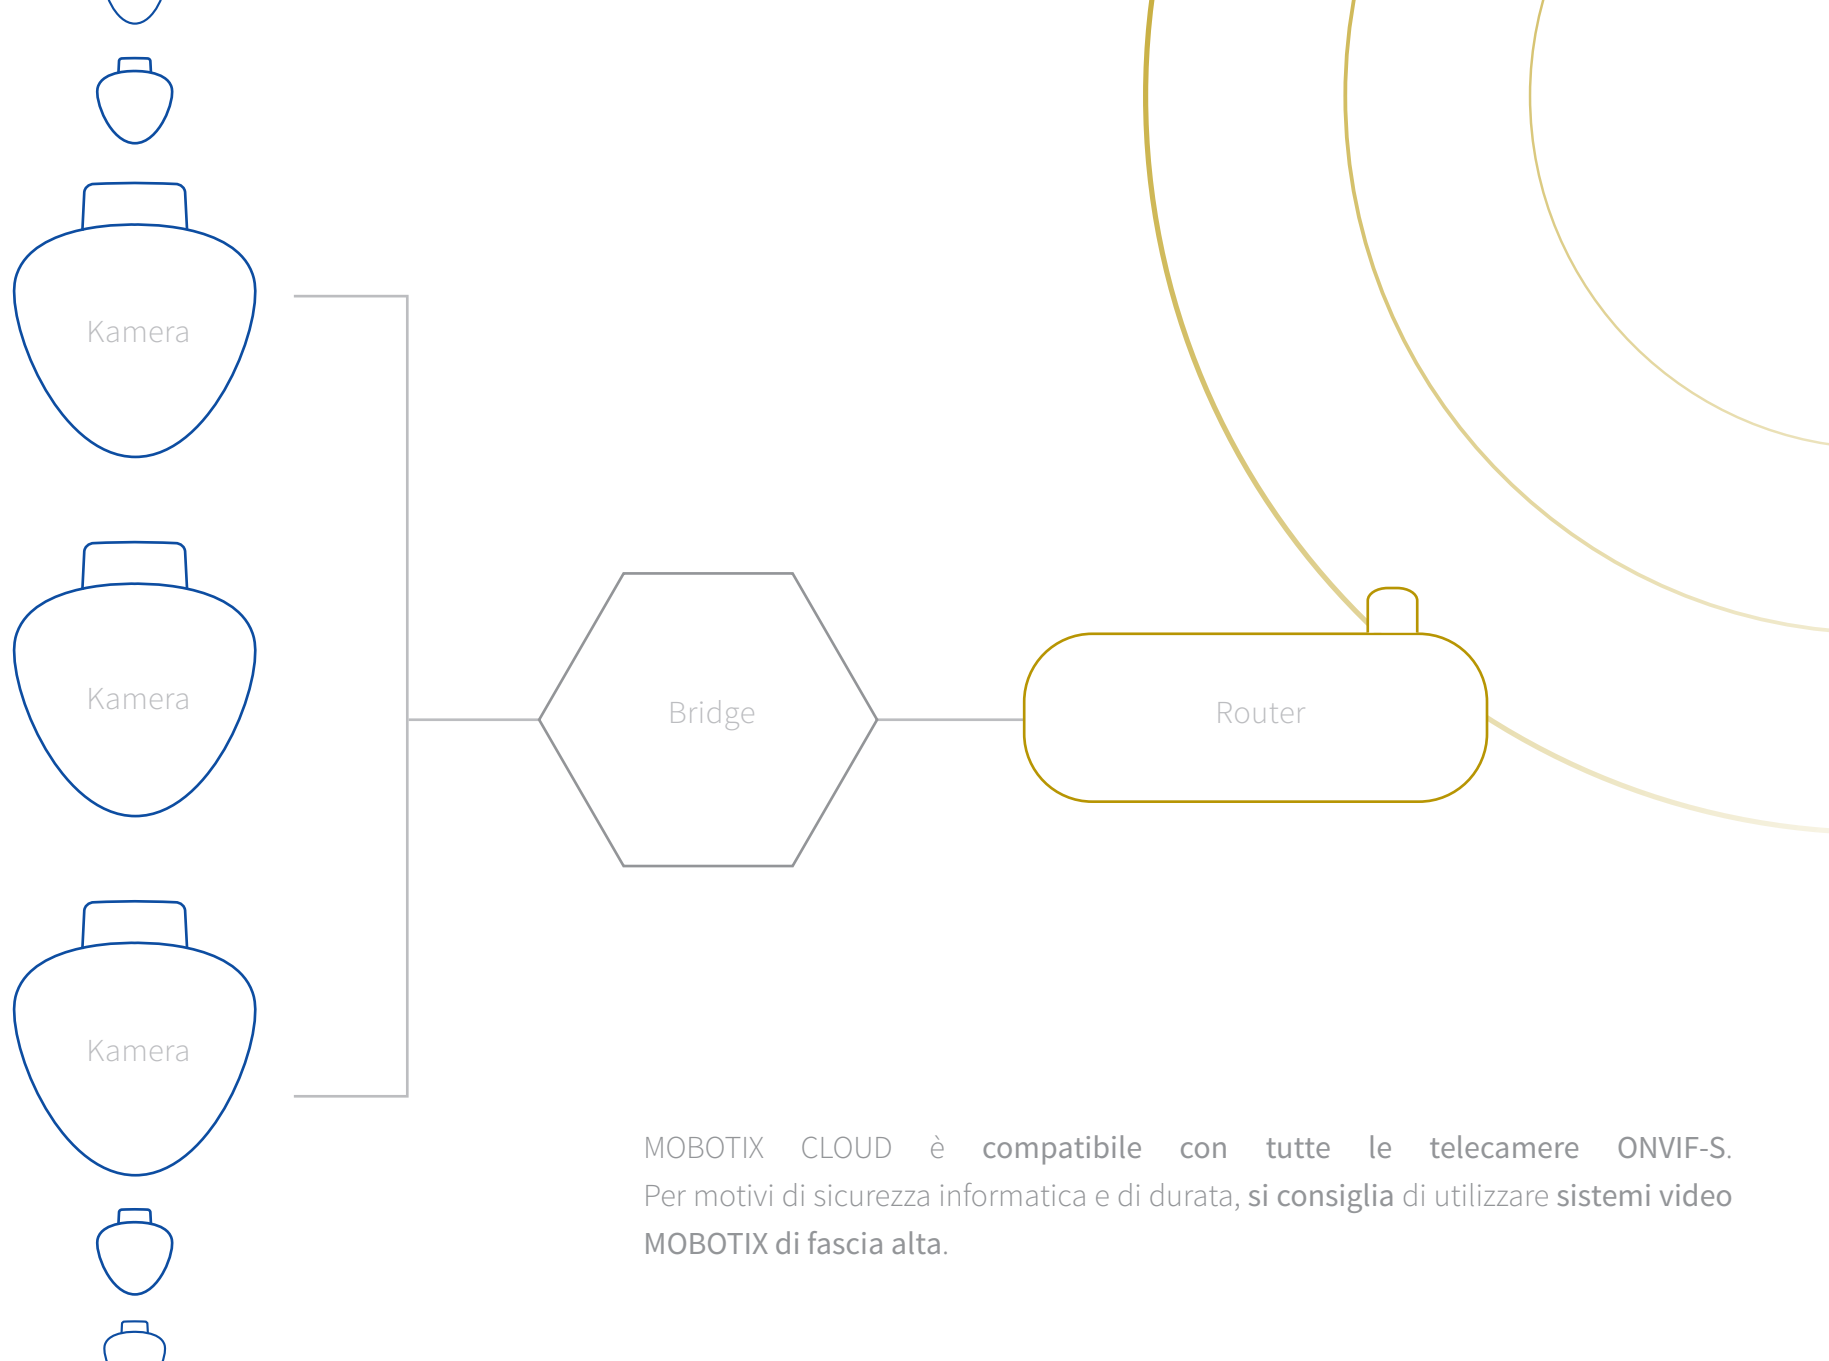 Kamera
Kamera
Bridge
Router
Kamera
MOBOTIX CLOUD è compatibile con tutte le telecamere ONVIF-S.
Per motivi di sicurezza informatica e di durata, si consiglia di utilizzare sistemi video
MOBOTIX di fascia alta.